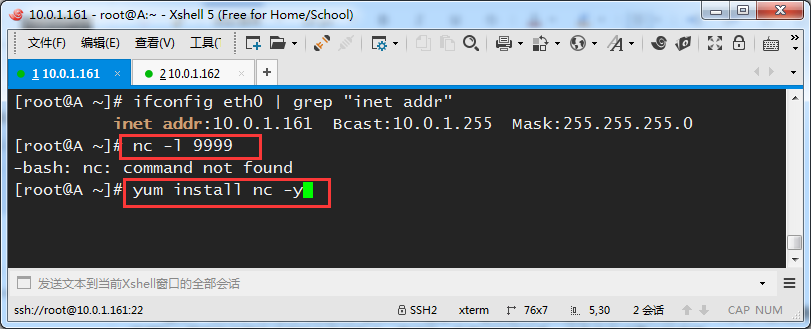 10.0.1.161 - root@A:~ - Xshell 5 (Free for Home/School)
文件(F) 编辑(E) 查看(V) 工具(
1 10.0.1.161 × 2 10.0.1.162 × +
[root@A ~]# ifconfig eth0 | grep "inet addr"
inet addr:10.0.1.161 Bcast:10.0.1.255 Mask:255.255.255.0
[root@A ~]# nc -l 9999
-bash: nc: command not found
[root@A ~]# yum install nc -y
发送文本到当前Xshell窗口的全部会话
ssh://root@10.0.1.161:22 SSH2 xterm 76x7 5,30 2 会话 CAP NUM